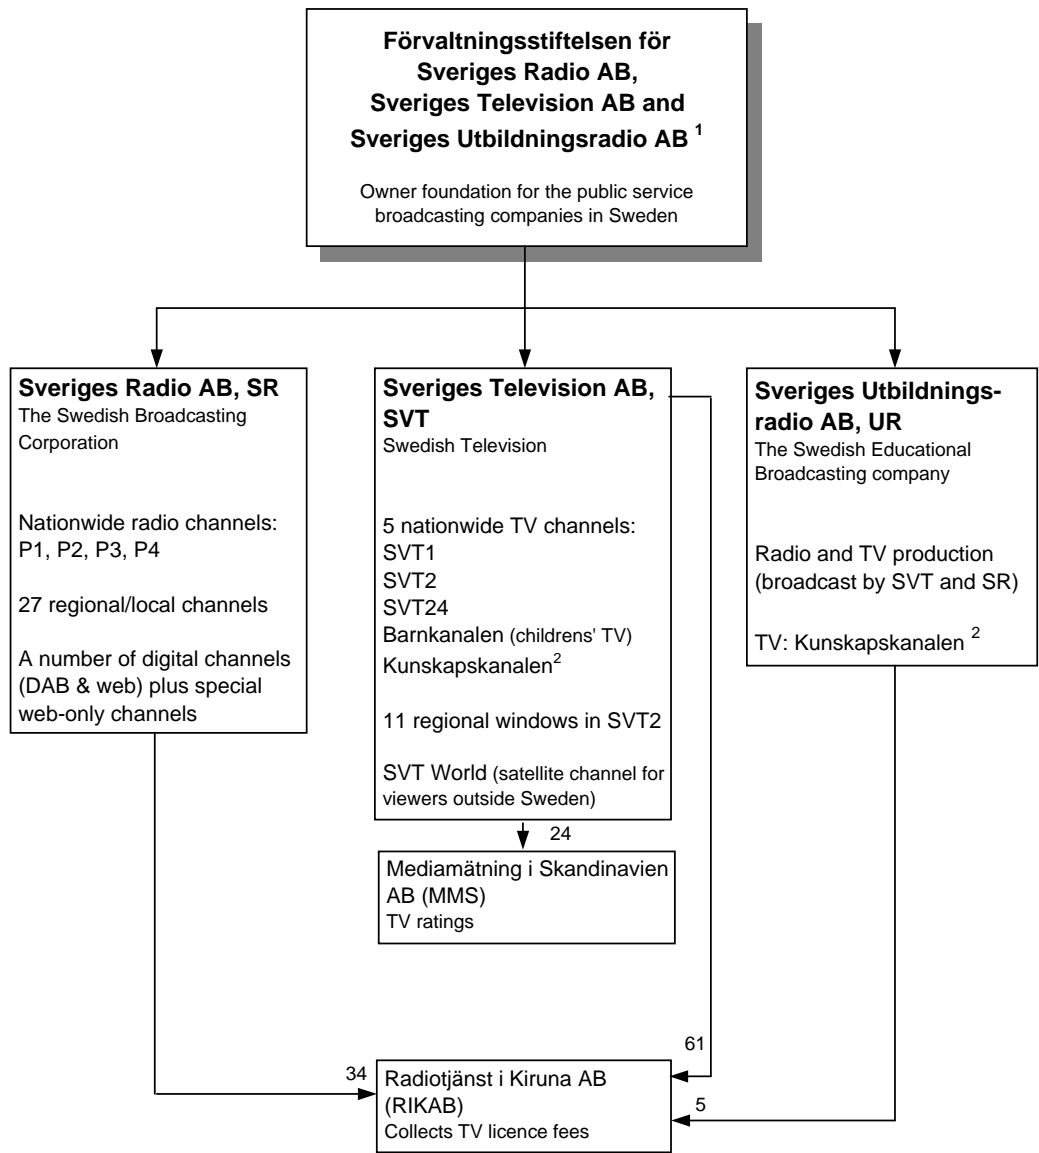 Förvaltningsstiftelsen för
Sveriges Radio AB,
Sveriges Television AB and
Sveriges Utbildningsradio AB 1
Owner foundation for the public service
broadcasting companies in Sweden
Sveriges Radio AB, SR
The Swedish Broadcasting
Corporation
Nationwide radio channels:
P1, P2, P3, P4
27 regional/local channels
A number of digital channels
(DAB & web) plus special
web-only channels
Sveriges Television AB,
SVT
Swedish Television
5 nationwide TV channels:
SVT1
SVT2
SVT24
Barnkanalen (childrens' TV)
Kunskapskanalen2
11 regional windows in SVT2
SVT World (satellite channel for
viewers outside Sweden)
Sveriges Utbildnings-
radio AB, UR
The Swedish Educational
Broadcasting company
Radio and TV production
(broadcast by SVT and SR)
TV: Kunskapskanalen 2
24
Mediamätning i Skandinavien
AB (MMS)
TV ratings
61
34
5
Radiotjänst i Kiruna AB
(RIKAB)
Collects TV licence fees